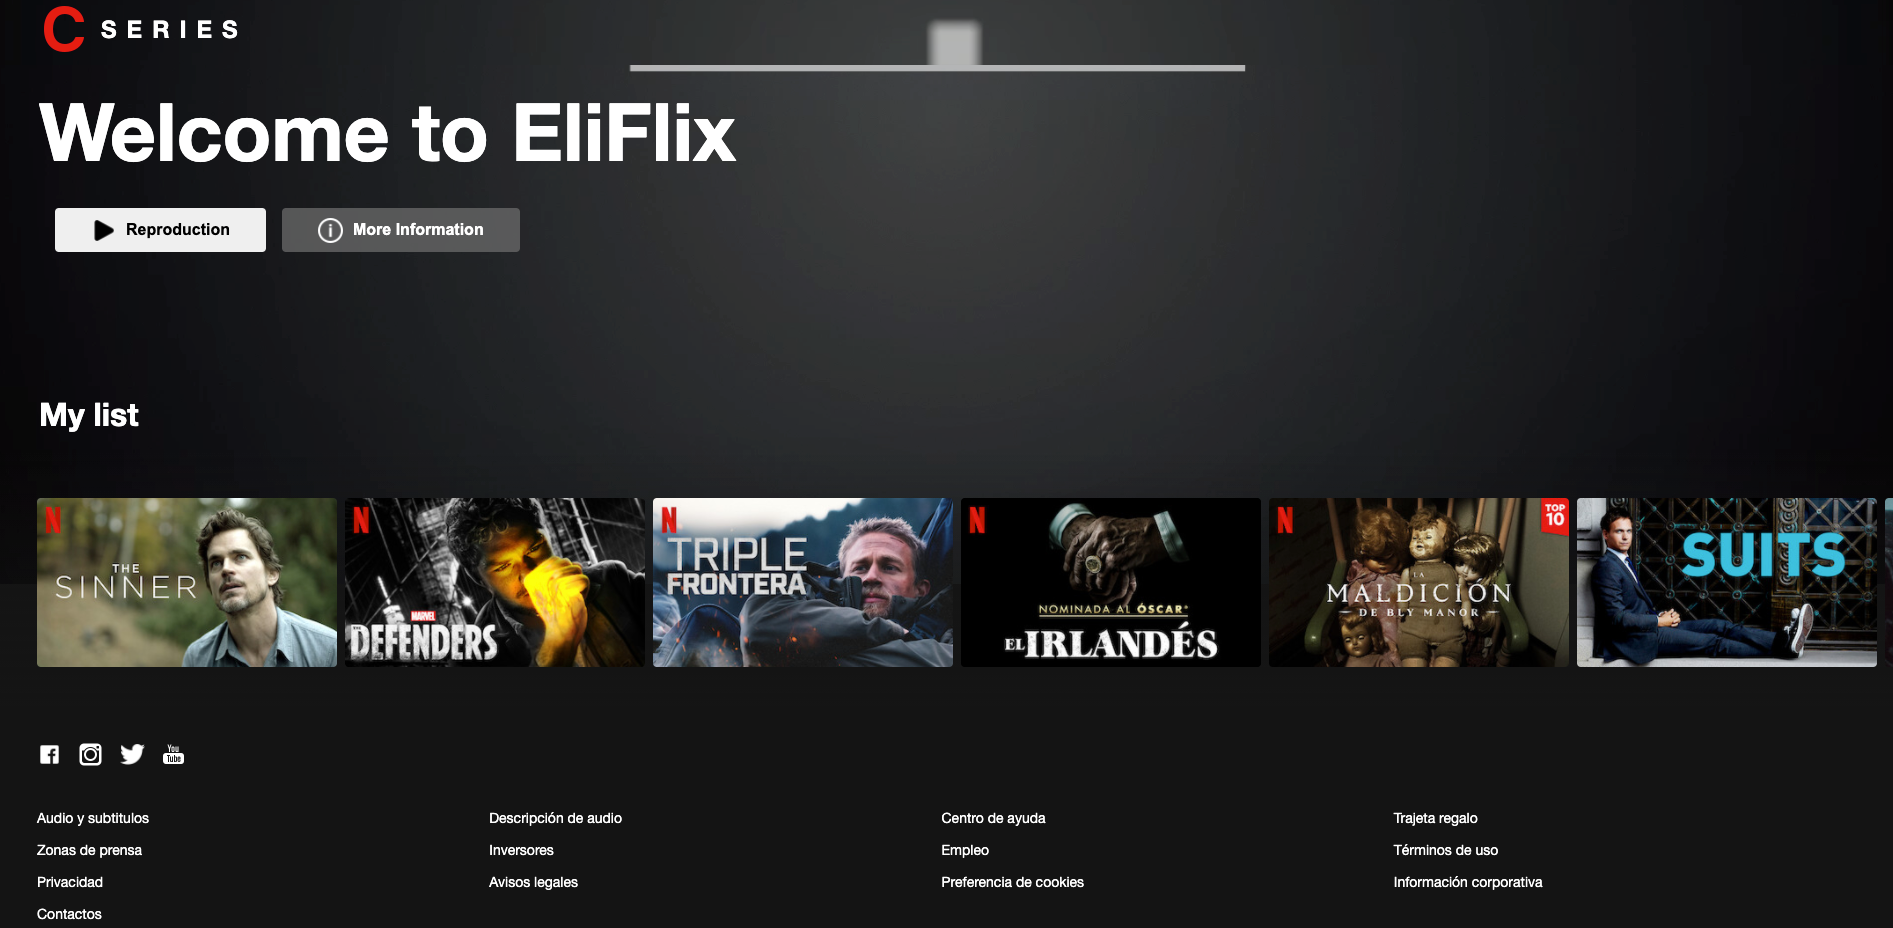 C SERIES
Welcome to EliFlix
Reproduction
More Information
My list
N
THE
SINNER
N
MARVEL
THE
DEFENDERS
N
TRIPLE
FRONTERA
N
NOMINADA AL ÓSCAR®
EL IRLANDÉS
N
TOP
10
LA
MALDICIÓN
DE BLY MANOR
SUITS
You
Tube
Audio y subtitulos
Descripción de audio
Centro de ayuda
Trajeta regalo
Zonas de prensa
Inversores
Empleo
Términos de uso
Privacidad
Avisos legales
Preferencia de cookies
Información corporativa
Contactos